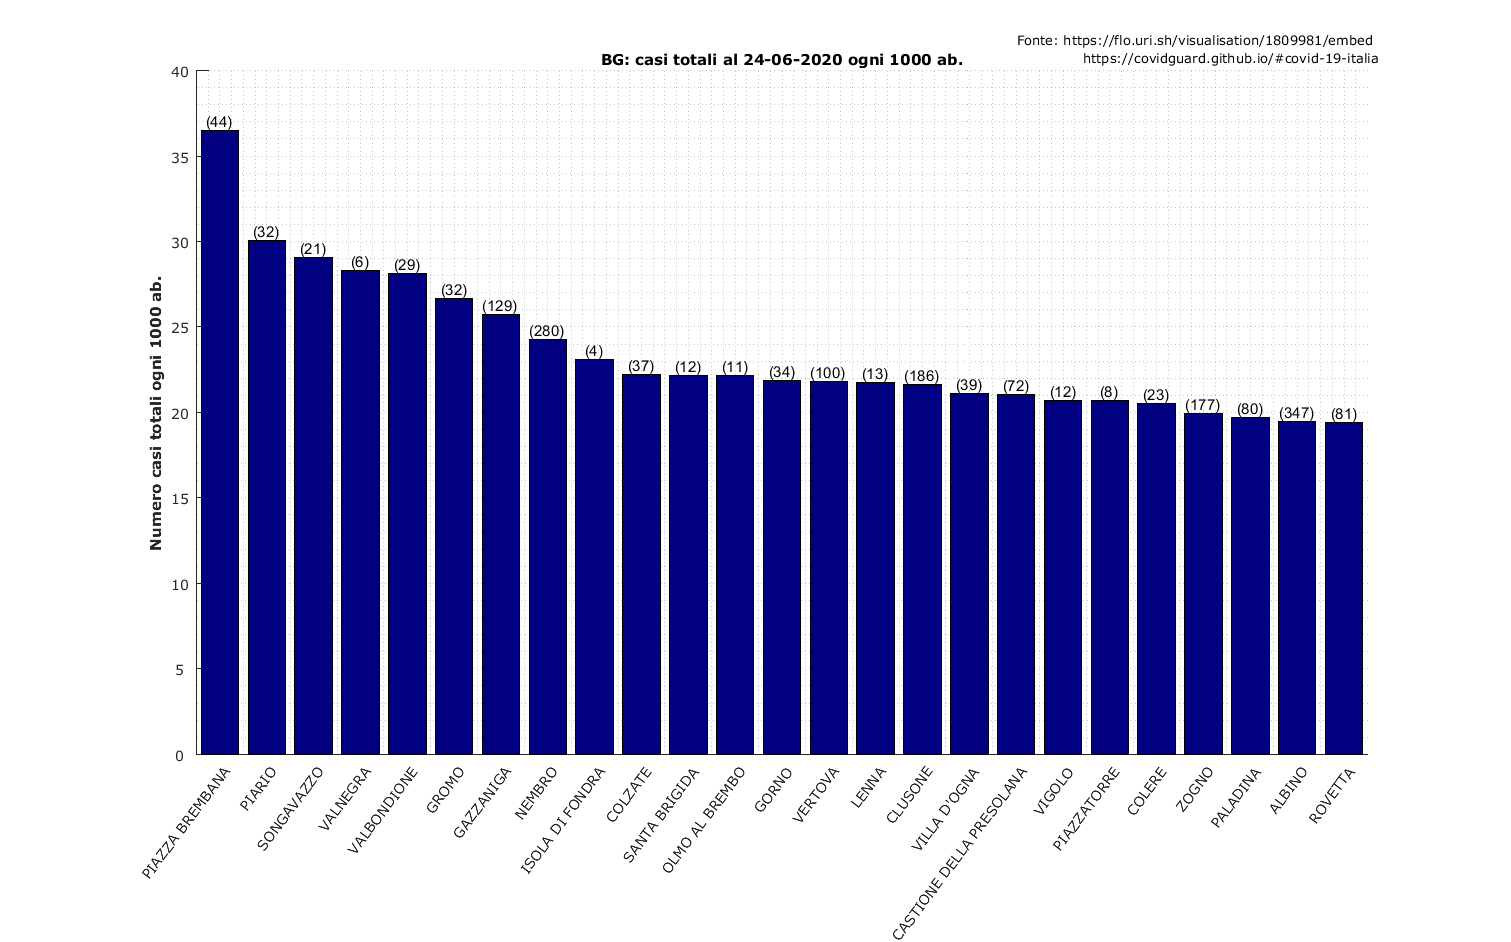 Fonte: https://flo.uri.sh/visualisation/1809981/embed
https://covidguard.github.io/#covid-19-italia
BG: casi totali al 24-06-2020 ogni 1000 ab.
Numero casi totali ogni 1000 ab.
40
35
30
25
20
15
10
5
0
(44)
(32)
(21)
(6)
(29)
(32)
(129)
(280)
(4)
(37)
(12)
(11)
(34)
(100)
(13)
(186)
(39)
(72)
(12)
(8)
(23)
(177)
(80)
(347)
(81)
PIAZZA BREMBANA
PIARIO
SONGAVAZZO
VALNEGRA
VALBONDIONE
GROMO
GAZZANIGA
NEMBRO
ISOLA DI FONDRA
COLZATE
SANTA BRIGIDA
OLMO AL BREMBO
GORNO
VERTOVA
LENNA
CLUSONE
VILLA D'OGNA
CASTIONE DELLA PRESOLANA
VIGOLO
PIAZZATORRE
COLERE
ZOGNO
PALADINA
ALBINO
ROVETTA